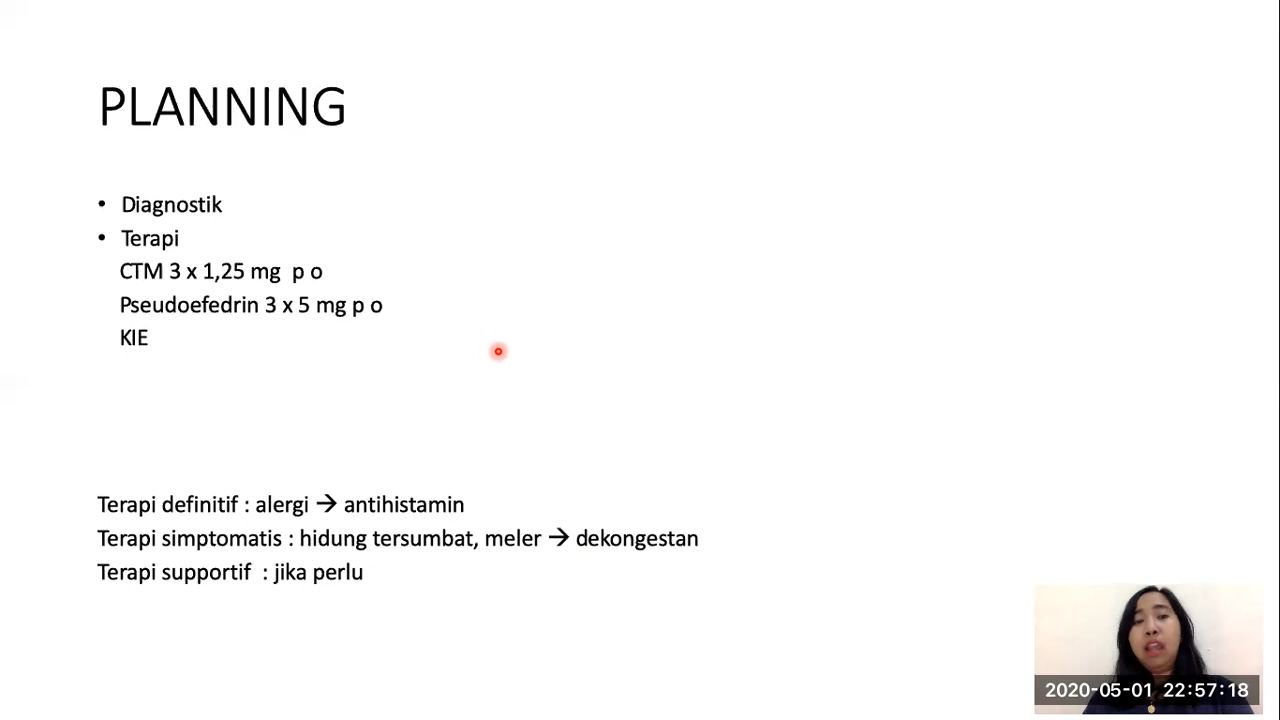 PLANNING
• Diagnostik
• Terapi
CTM 3 x 1,25 mg  p o
Pseudoefedrin 3 x 5 mg p o
KIE
Terapi definitif : alergi → antihistamin
Terapi simptomatis : hidung tersumbat, meler → dekongestan
Terapi supportif  : jika perlu
2020-05-01  22:57:18